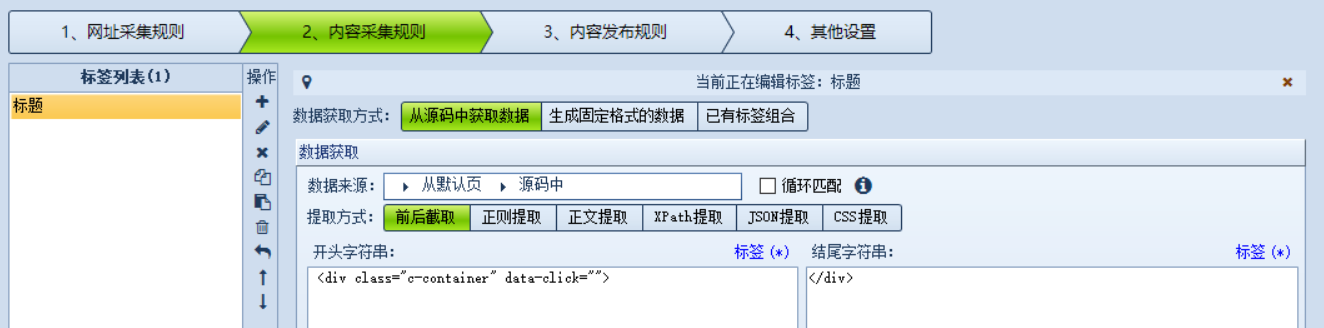 1、网址采集规则 2、内容采集规则 3、内容发布规则 4、其他设置
标签列表(1) 操作
标题
当前正在编辑标签：标题
数据获取方式： 从源码中获取数据 生成固定格式的数据 已有标签组合
数据获取
数据来源： 从默认页 源码中 循环匹配
提取方式： 前后截取 正则提取 正文提取 XPath提取 JSON提取 CSS提取
开头字符串： 标签 (*) 结尾字符串： 标签 (*)
<div class="c-container" data-click=""> </div>